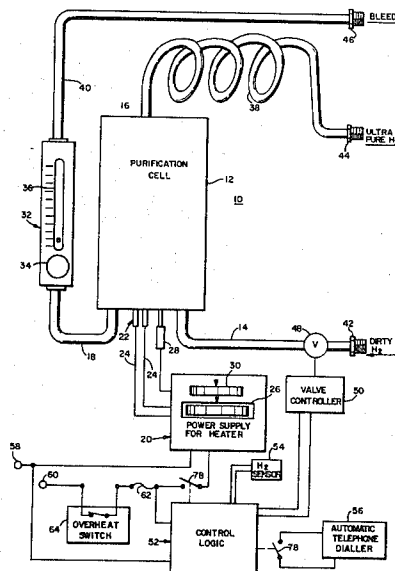 BLEED
46
40
16
38
PURIFICATION
CELL
12
10
ULTRA
PURE H
44
36
32
34
18
22
24
24
28
14
48
V
42
DIRTY
H2
30
26
POWER SUPPLY
FOR HEATER
20
VALVE
CONTROLLER
50
58
60
62
78
54
H2
SENSOR
64
OVERHEAT
SWITCH
52
CONTROL
LOGIC
78
56
AUTOMATIC
TELEPHONE
DIALLER